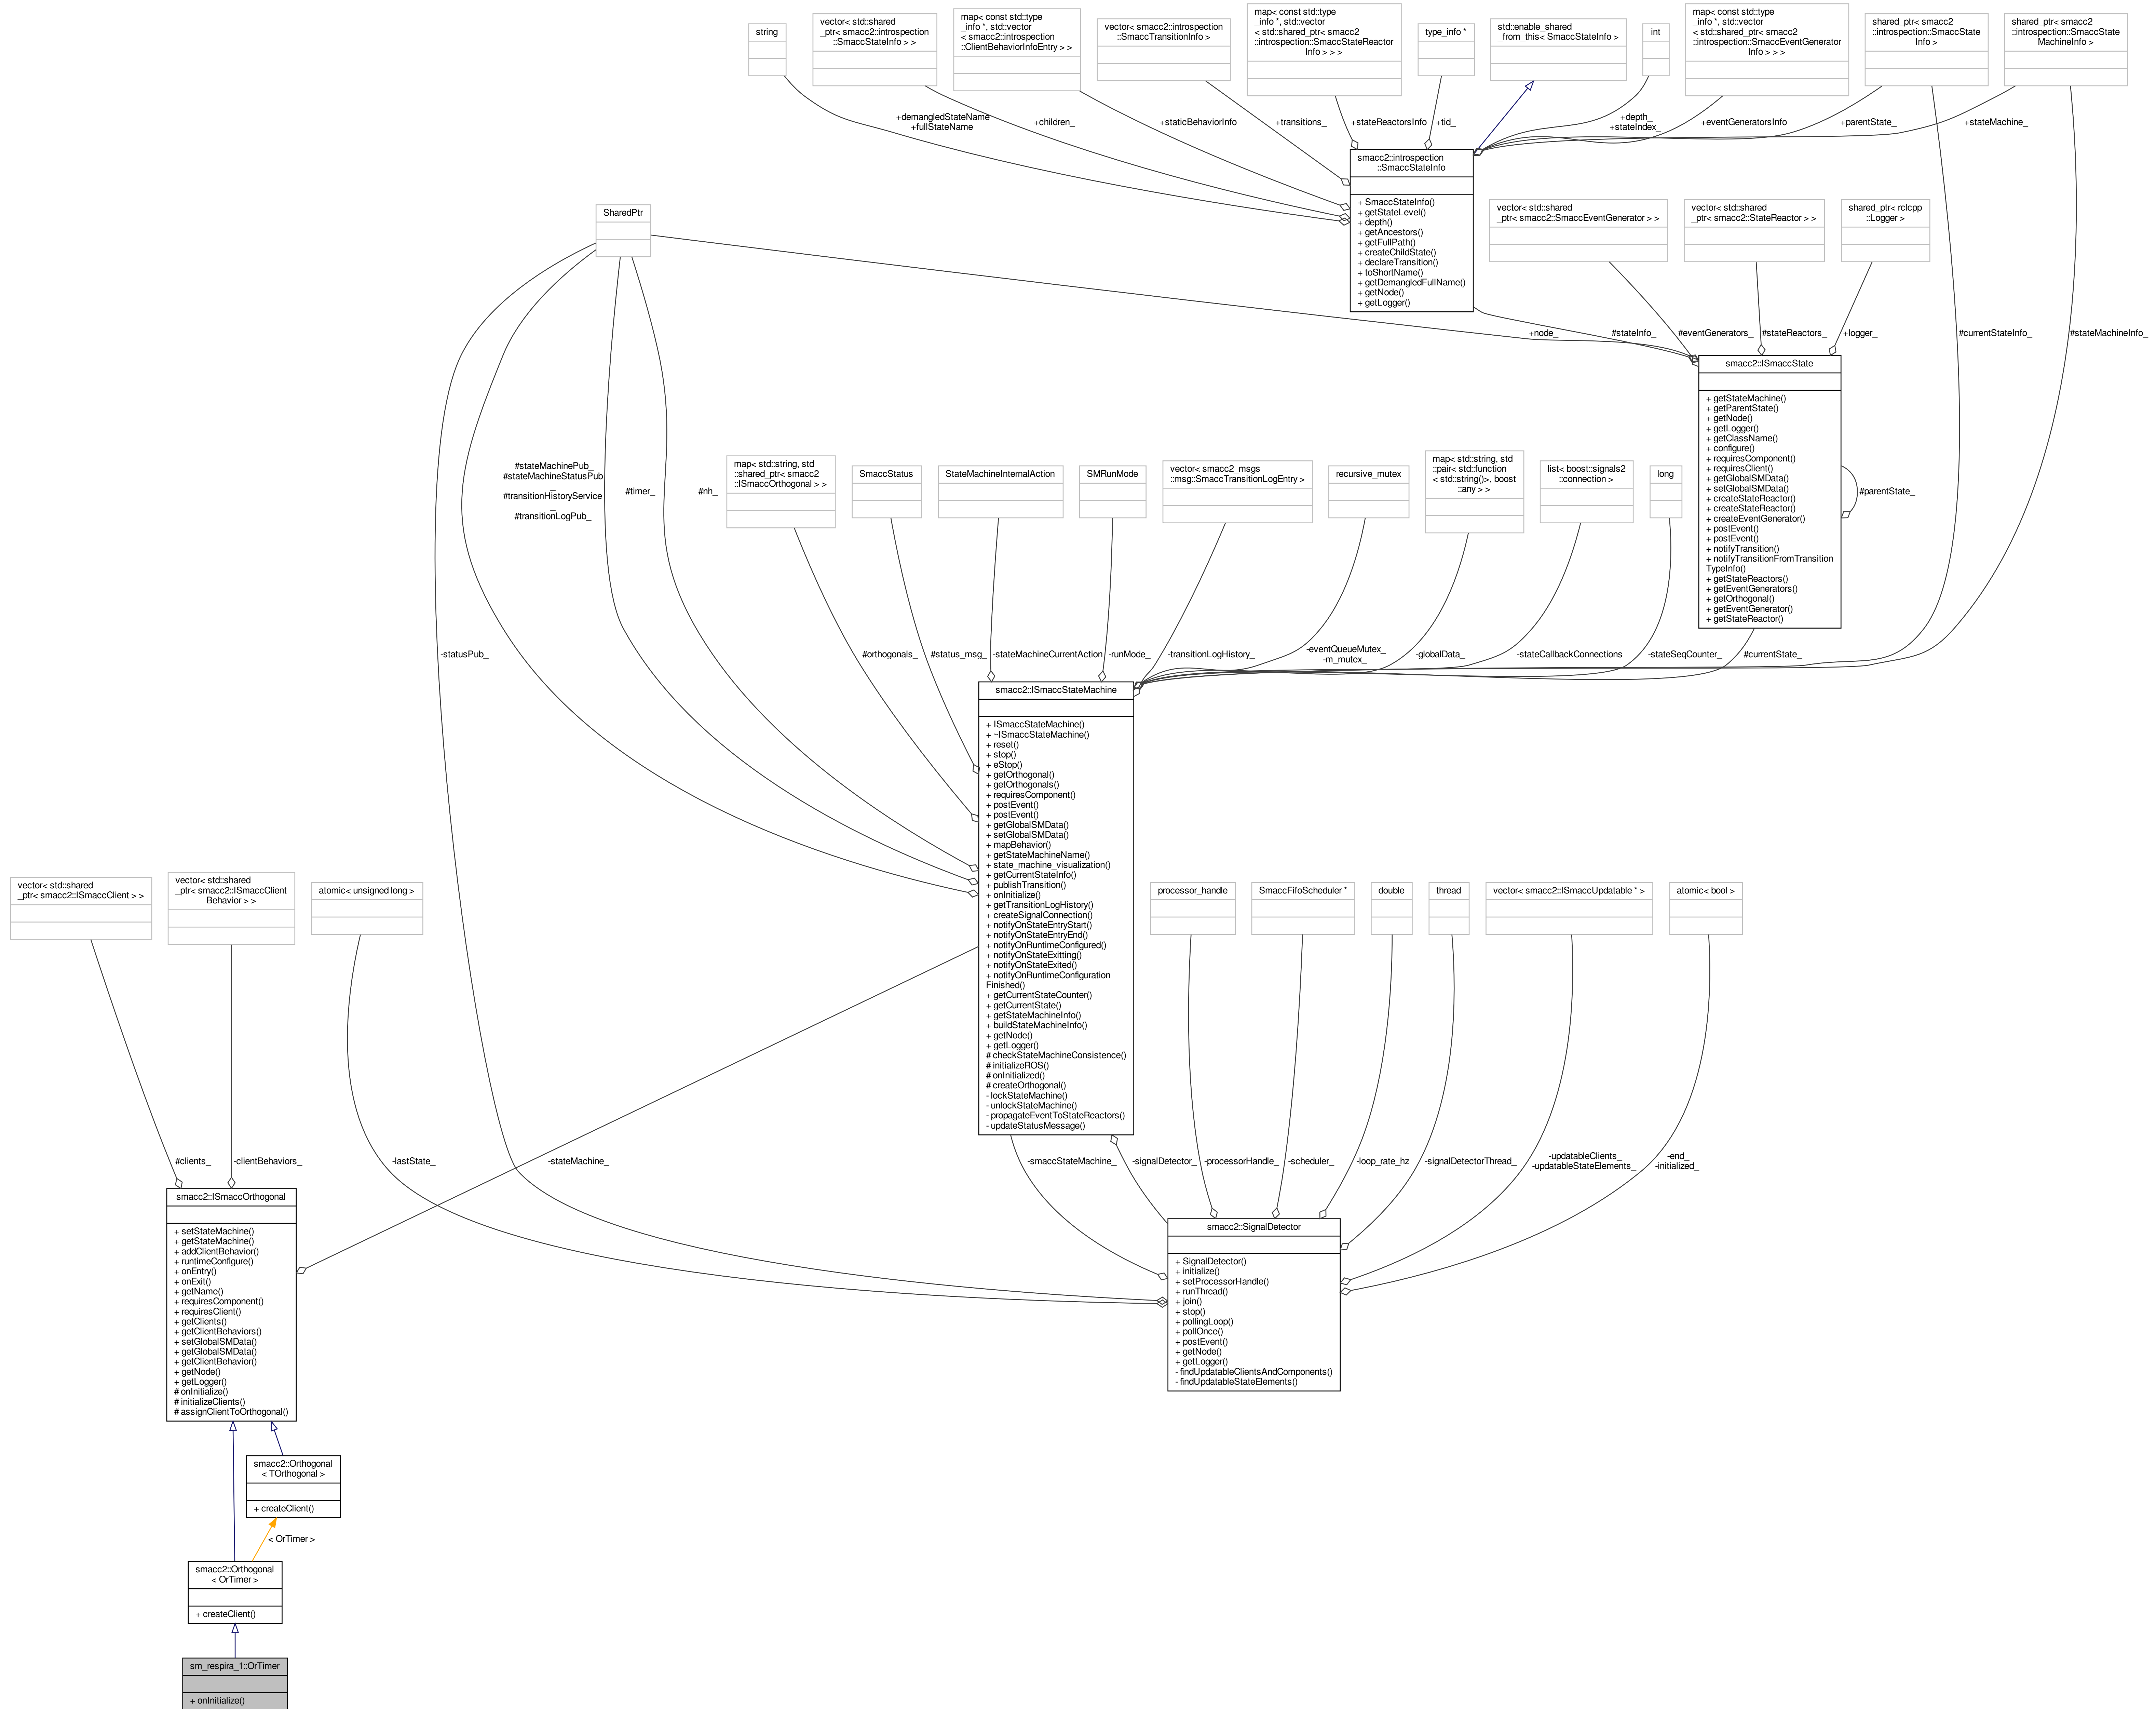 string
vector< std::shared
_ptr< smacc2::introspection
::SmaccStateInfo > >
map< const std::type
_info *, std::vector
< smacc2::introspection
::ClientBehaviorInfoEntry > >
vector< smacc2::introspection
::SmaccTransitionInfo >
map< const std::type
_info *, std::vector
< std::shared_ptr< smacc2
::introspection::SmaccStateReactor
Info > > >
type_info *
std::enable_shared
_from_this< SmaccStateInfo >
int
map< const std::type
_info *, std::vector
< std::shared_ptr< smacc2
::introspection::SmaccEventGenerator
Info > > >
shared_ptr< smacc2
::introspection::SmaccState
Info >
shared_ptr< smacc2
::introspection::SmaccState
MachineInfo >
+demangledStateName
+fullStateName
+children_
+staticBehaviorInfo
+transitions_
+stateReactorsInfo
+tid_
+depth_
+stateIndex_
+eventGeneratorsInfo
+parentState_
+stateMachine_
smacc2::introspection
::SmaccStateInfo
+ SmaccStateInfo()
+ getStateLevel()
+ depth()
+ getAncestors()
+ getFullPath()
+ createChildState()
+ declareTransition()
+ toShortName()
+ getDemangledFullName()
+ getNode()
+ getLogger()
SharedPtr
vector< std::shared
_ptr< smacc2::SmaccEventGenerator > >
vector< std::shared
_ptr< smacc2::StateReactor > >
shared_ptr< rclcpp
::Logger >
+node_
#stateInfo_
#eventGenerators_
#stateReactors_
+logger_
#currentStateInfo_
#stateMachineInfo_
smacc2::ISmaccState
+ getStateMachine()
+ getParentState()
+ getNode()
+ getLogger()
+ getClassName()
+ configure()
+ requiresComponent()
+ requiresClient()
+ getGlobalSMData()
+ setGlobalSMData()
+ createStateReactor()
+ createStateReactor()
+ createEventGenerator()
+ postEvent()
+ postEvent()
+ notifyTransition()
+ notifyTransitionFromTransition
TypeInfo()
+ getStateReactors()
+ getEventGenerators()
+ getOrthogonal()
+ getEventGenerator()
+ getStateReactor()
#parentState_
#stateMachinePub_
#stateMachineStatusPub
_
#transitionHistoryService
_
#transitionLogPub_
#timer_
#nh_
map< std::string, std
::shared_ptr< smacc2
::ISmaccOrthogonal > >
SmaccStatus
StateMachineInternalAction
SMRunMode
vector< smacc2_msgs
::msg::SmaccTransitionLogEntry >
recursive_mutex
map< std::string, std
::pair< std::function
< std::string()>, boost
::any > >
list< boost::signals2
::connection >
long
-statusPub_
#orthogonals_
#status_msg_
-stateMachineCurrentAction
-runMode_
-transitionLogHistory_
-eventQueueMutex_
-m_mutex_
-globalData_
-stateCallbackConnections
-stateSeqCounter_
#currentState_
smacc2::ISmaccStateMachine
+ ISmaccStateMachine()
+ ~ISmaccStateMachine()
+ reset()
+ stop()
+ eStop()
+ getOrthogonal()
+ getOrthogonals()
+ requiresComponent()
+ postEvent()
+ postEvent()
+ getGlobalSMData()
+ setGlobalSMData()
+ mapBehavior()
+ getStateMachineName()
+ state_machine_visualization()
+ getCurrentStateInfo()
+ publishTransition()
+ onInitialize()
+ getTransitionLogHistory()
+ createSignalConnection()
+ notifyOnStateEntryStart()
+ notifyOnStateEntryEnd()
+ notifyOnRuntimeConfigured()
+ notifyOnStateExitting()
+ notifyOnStateExited()
+ notifyOnRuntimeConfiguration
Finished()
+ getCurrentStateCounter()
+ getCurrentState()
+ getStateMachineInfo()
+ buildStateMachineInfo()
+ getNode()
+ getLogger()
# checkStateMachineConsistence()
# initializeROS()
# onInitialized()
# createOrthogonal()
- lockStateMachine()
- unlockStateMachine()
- propagateEventToStateReactors()
- updateStatusMessage()
vector< std::shared
_ptr< smacc2::ISmaccClient > >
vector< std::shared
_ptr< smacc2::ISmaccClient
Behavior > >
atomic< unsigned long >
processor_handle
SmaccFifoScheduler *
double
thread
vector< smacc2::ISmaccUpdatable * >
atomic< bool >
#clients_
-clientBehaviors_
-lastState_
-stateMachine_
-smaccStateMachine_
-signalDetector_
-processorHandle_
-scheduler_
-loop_rate_hz
-signalDetectorThread_
-updatableClients_
-updatableStateElements_
-end_
-initialized_
smacc2::ISmaccOrthogonal
+ setStateMachine()
+ getStateMachine()
+ addClientBehavior()
+ runtimeConfigure()
+ onEntry()
+ onExit()
+ getName()
+ requiresComponent()
+ requiresClient()
+ getClients()
+ getClientBehaviors()
+ setGlobalSMData()
+ getGlobalSMData()
+ getClientBehavior()
+ getNode()
+ getLogger()
# onInitialize()
# initializeClients()
# assignClientToOrthogonal()
smacc2::SignalDetector
+ SignalDetector()
+ initialize()
+ setProcessorHandle()
+ runThread()
+ join()
+ stop()
+ pollingLoop()
+ pollOnce()
+ postEvent()
+ getNode()
+ getLogger()
- findUpdatableClientsAndComponents()
- findUpdatableStateElements()
smacc2::Orthogonal
< TOrthogonal >
+ createClient()
< OrTimer >
smacc2::Orthogonal
< OrTimer >
+ createClient()
sm_respira_1::OrTimer
+ onInitialize()